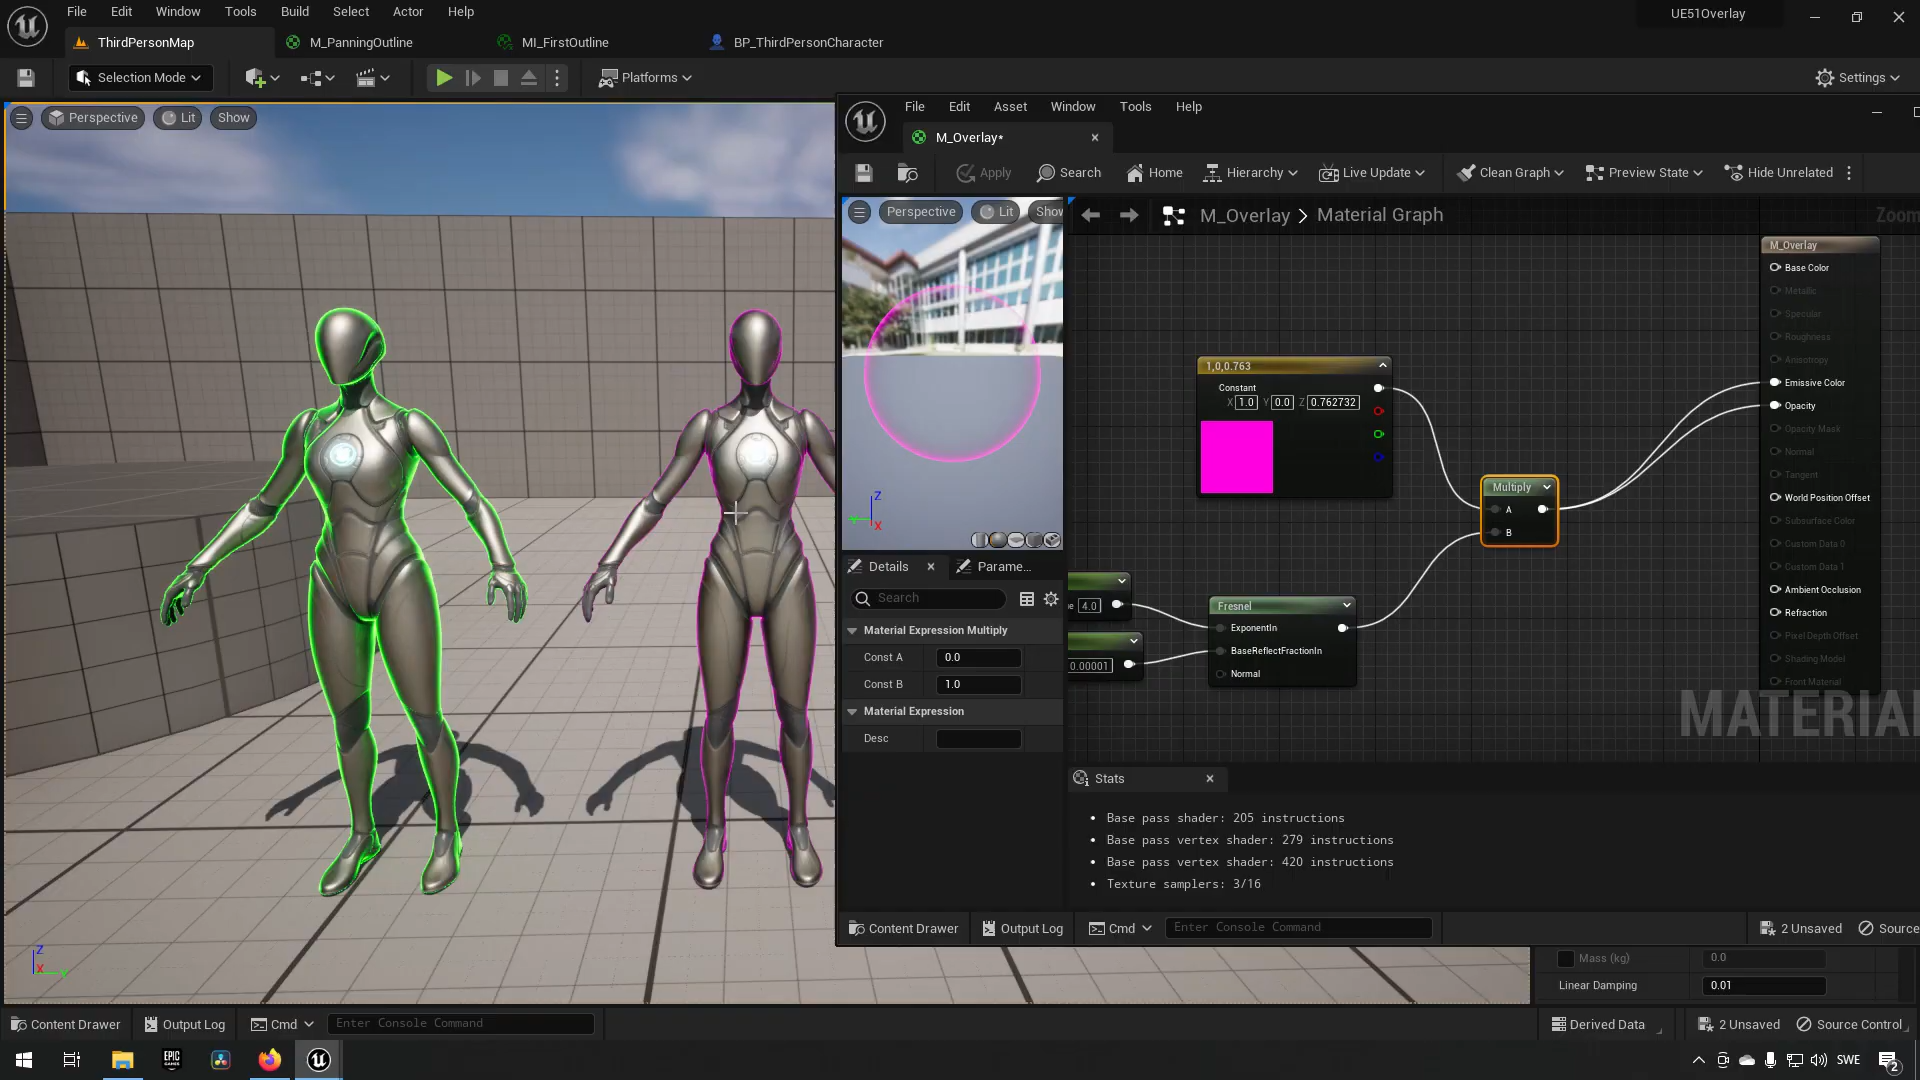 File Edit Window Tools Build Select Actor Help
UE51Overlay
ThirdPersonMap
M_PanningOutline
MI_FirstOutline
BP_ThirdPersonCharacter
Selection Mode
Platforms
Settings
Perspective
Lit
Show
File Edit Asset Window Tools Help
M_Overlay*
Apply
Search
Home
Hierarchy
Live Update
Clean Graph
Preview State
Hide Unrelated
Perspective
Lit
Show
M_Overlay > Material Graph
Zoom
1,0,0.763
Constant
X 1.0 Y 0.0 Z 0.762732
M_Overlay
Base Color
Metallic
Specular
Roughness
Anisotropy
Emissive Color
Opacity
Opacity Mask
Normal
Tangent
World Position Offset
Subsurface Color
Custom Data 0
Custom Data 1
Ambient Occlusion
Refraction
Pixel Depth Offset
Shading Model
Front Material
Multiply
A
B
4.0
0.00001
Fresnel
ExponentIn
BaseReflectFractionIn
Normal
MATERIA
Z
X
Details
Parame...
Search
Material Expression Multiply
Const A 0.0
Const B 1.0
Material Expression
Desc
Stats
• Base pass shader: 205 instructions
• Base pass vertex shader: 279 instructions
• Base pass vertex shader: 420 instructions
• Texture samplers: 3/16
Content Drawer
Output Log
Cmd
Enter Console Command
2 Unsaved
Source
Mass (kg) 0.0
Linear Damping 0.01
Z
X
Y
Content Drawer
Output Log
Cmd
Enter Console Command
Derived Data
2 Unsaved
Source Control
EPIC GAMES
SWE
2